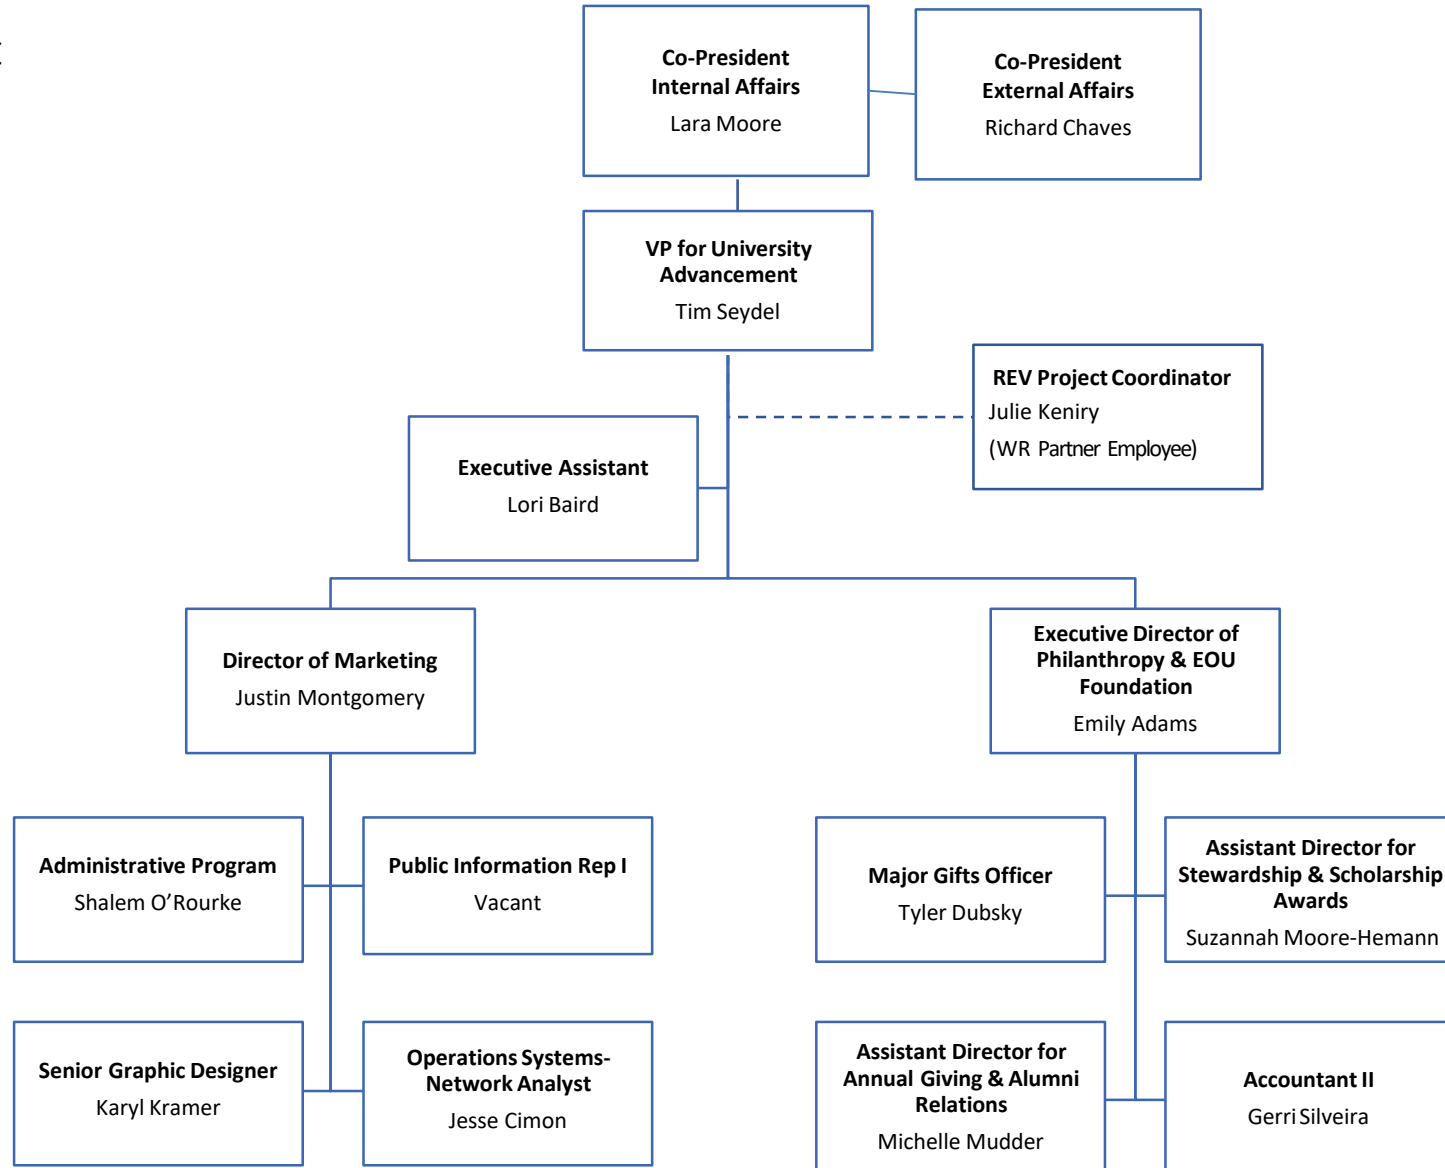 Co-President
Internal Affairs
Lara Moore
Co-President
External Affairs
Richard Chaves
VP for University
Advancement
Tim Seydel
REV Project Coordinator
Julie Keniry
(WR Partner Employee)
Executive Assistant
Lori Baird
Director of Marketing
Justin Montgomery
Executive Director of
Philanthropy & EOU
Foundation
Emily Adams
Administrative Program
Shalem O’Rourke
Public Information Rep I
Vacant
Major Gifts Officer
Tyler Dubsky
Assistant Director for
Stewardship & Scholarship
Awards
Suzannah Moore-Hemann
Senior Graphic Designer
Karyl Kramer
Operations Systems-
Network Analyst
Jesse Cimon
Assistant Director for
Annual Giving & Alumni
Relations
Michelle Mudder
Accountant II
Gerri Silveira